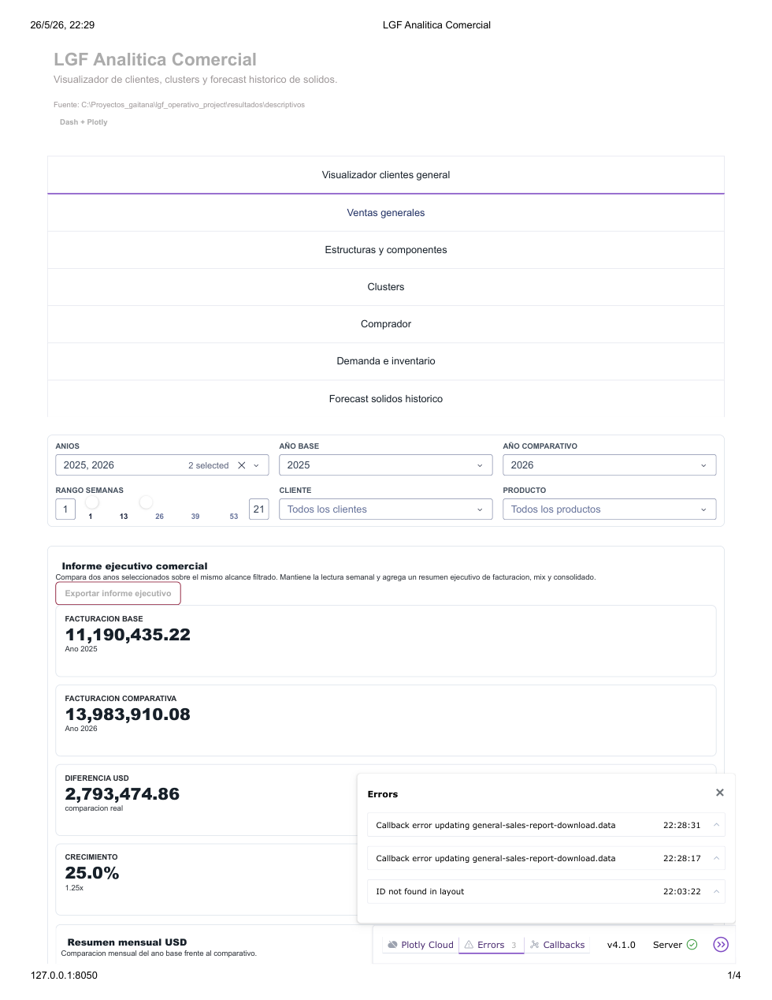 26/5/26, 22:29
LGF Analitica Comercial
LGF Analitica Comercial
Visualizador de clientes, clusters y forecast historico de solidos.
Fuente: C:\Proyectos_gaitana\lgf_operativo_project\resultados\descriptivos
Dash + Plotly
Visualizador clientes general
Ventas generales
Estructuras y componentes
Clusters
Comprador
Demanda e inventario
Forecast solidos historico
ANIOS
AÑO BASE
AÑO COMPARATIVO
2025, 2026 2 selected
2025
2026
RANGO SEMANAS
CLIENTE
PRODUCTO
1
1 13 26 39 53
21
Todos los clientes
Todos los productos
Informe ejecutivo comercial
Compara dos anos seleccionados sobre el mismo alcance filtrado. Mantiene la lectura semanal y agrega un resumen ejecutivo de facturacion, mix y consolidado.
Exportar informe ejecutivo
FACTURACION BASE
11,190,435.22
Ano 2025
FACTURACION COMPARATIVA
13,983,910.08
Ano 2026
DIFERENCIA USD
2,793,474.86
comparacion real
CRECIMIENTO
25.0%
1.25x
Resumen mensual USD
Comparacion mensual del ano base frente al comparativo.
Errors
Callback error updating general-sales-report-download.data 22:28:31
Callback error updating general-sales-report-download.data 22:28:17
ID not found in layout 22:03:22
Plotly Cloud Errors 3 Callbacks v4.1.0 Server
127.0.0.1:8050
1/4